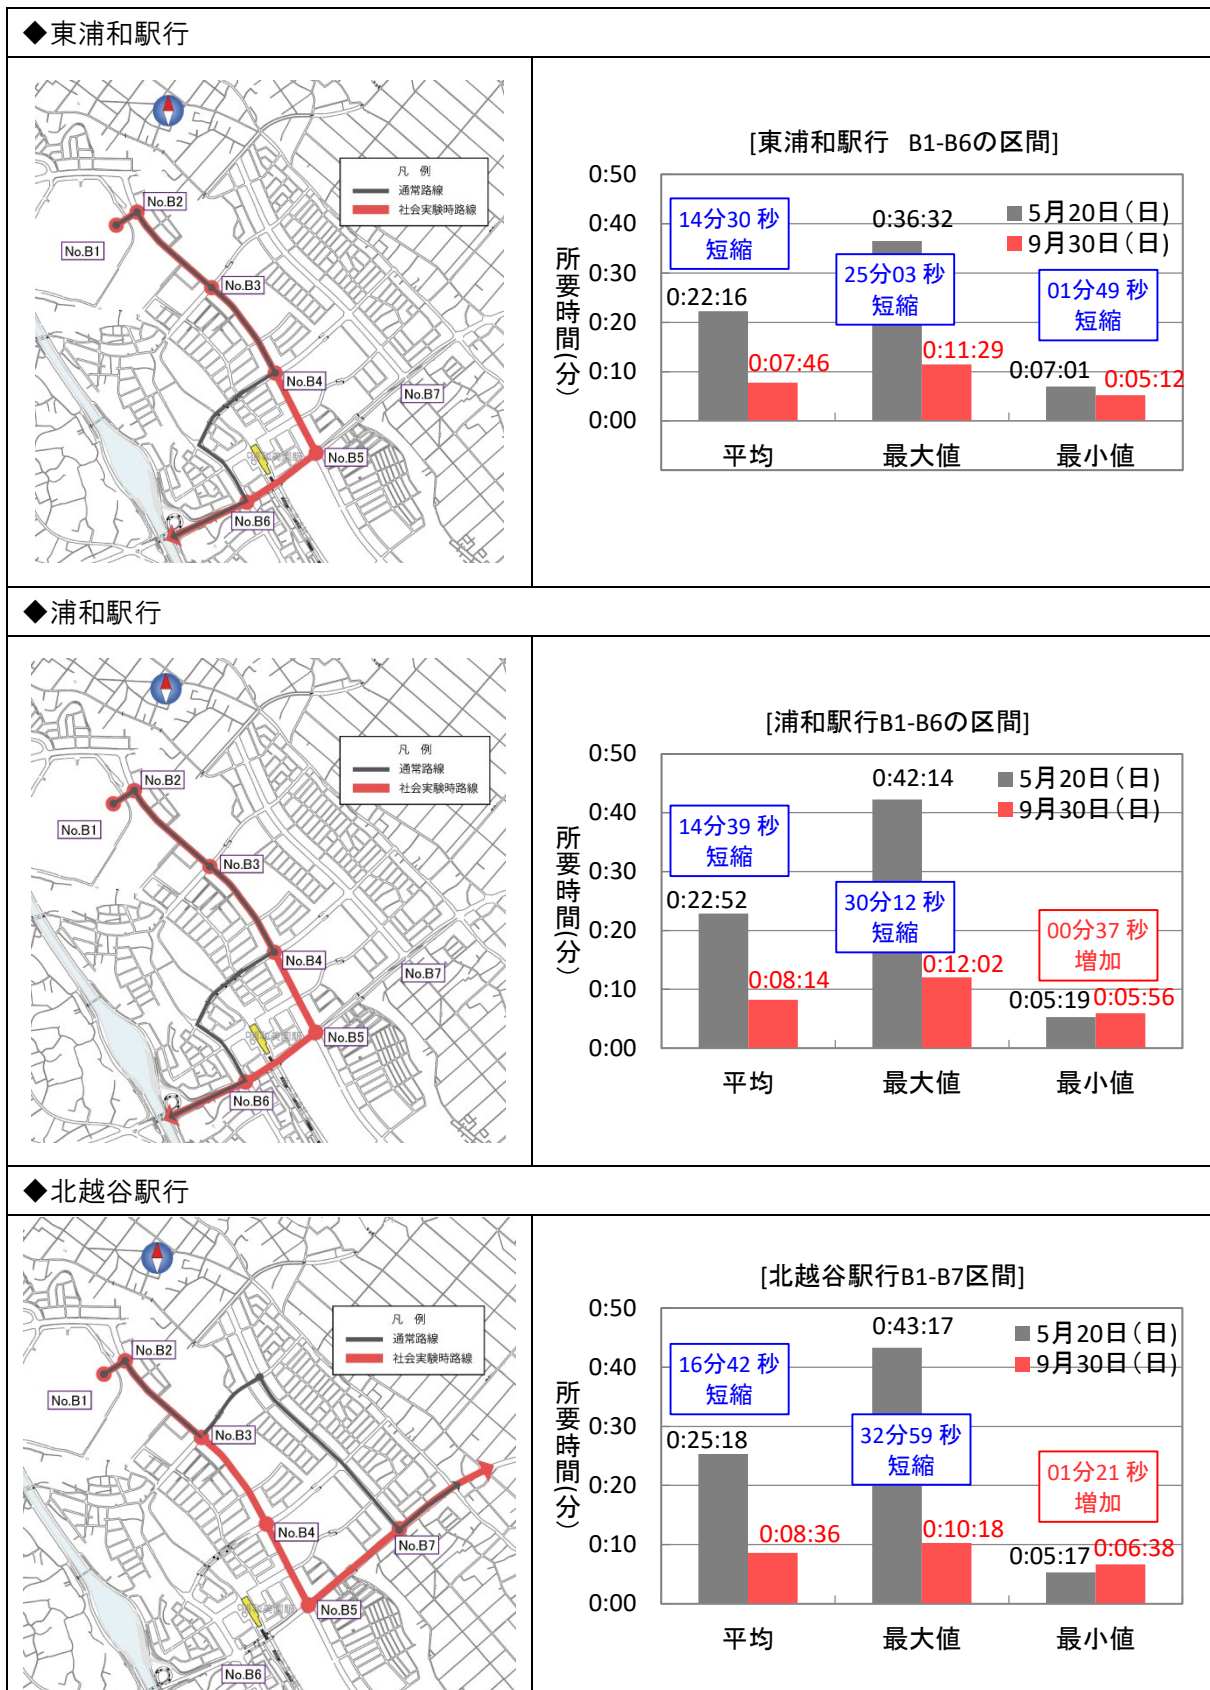 ◆東浦和駅行
凡 例
通常路線
社会実験時路線
No.B2
No.B1
No.B3
No.B4
No.B7
No.B5
No.B6
[東浦和駅行 B1-B6の区間]
所要時間(分)
0:50
0:40
0:30
0:20
0:10
0:00
5月20日(日)
9月30日(日)
14分30 秒
短縮
0:22:16
0:07:46
0:36:32
25分03 秒
短縮
0:11:29
01分49 秒
短縮
0:07:01
0:05:12
平均
最大値
最小値
◆浦和駅行
凡 例
通常路線
社会実験時路線
No.B2
No.B1
No.B3
No.B4
No.B7
浦和美園駅
No.B5
No.B6
[浦和駅行B1-B6の区間]
所要時間(分)
0:50
0:40
0:30
0:20
0:10
0:00
5月20日(日)
9月30日(日)
14分39 秒
短縮
0:22:52
0:08:14
0:42:14
30分12 秒
短縮
0:12:02
00分37 秒
増加
0:05:19
0:05:56
平均
最大値
最小値
◆北越谷駅行
凡 例
通常路線
社会実験時路線
No.B2
No.B1
No.B3
No.B4
No.B7
No.B5
No.B6
[北越谷駅行B1-B7区間]
所要時間(分)
0:50
0:40
0:30
0:20
0:10
0:00
5月20日(日)
9月30日(日)
16分42 秒
短縮
0:25:18
0:08:36
0:43:17
32分59 秒
短縮
0:10:18
01分21 秒
増加
0:05:17
0:06:38
平均
最大値
最小値